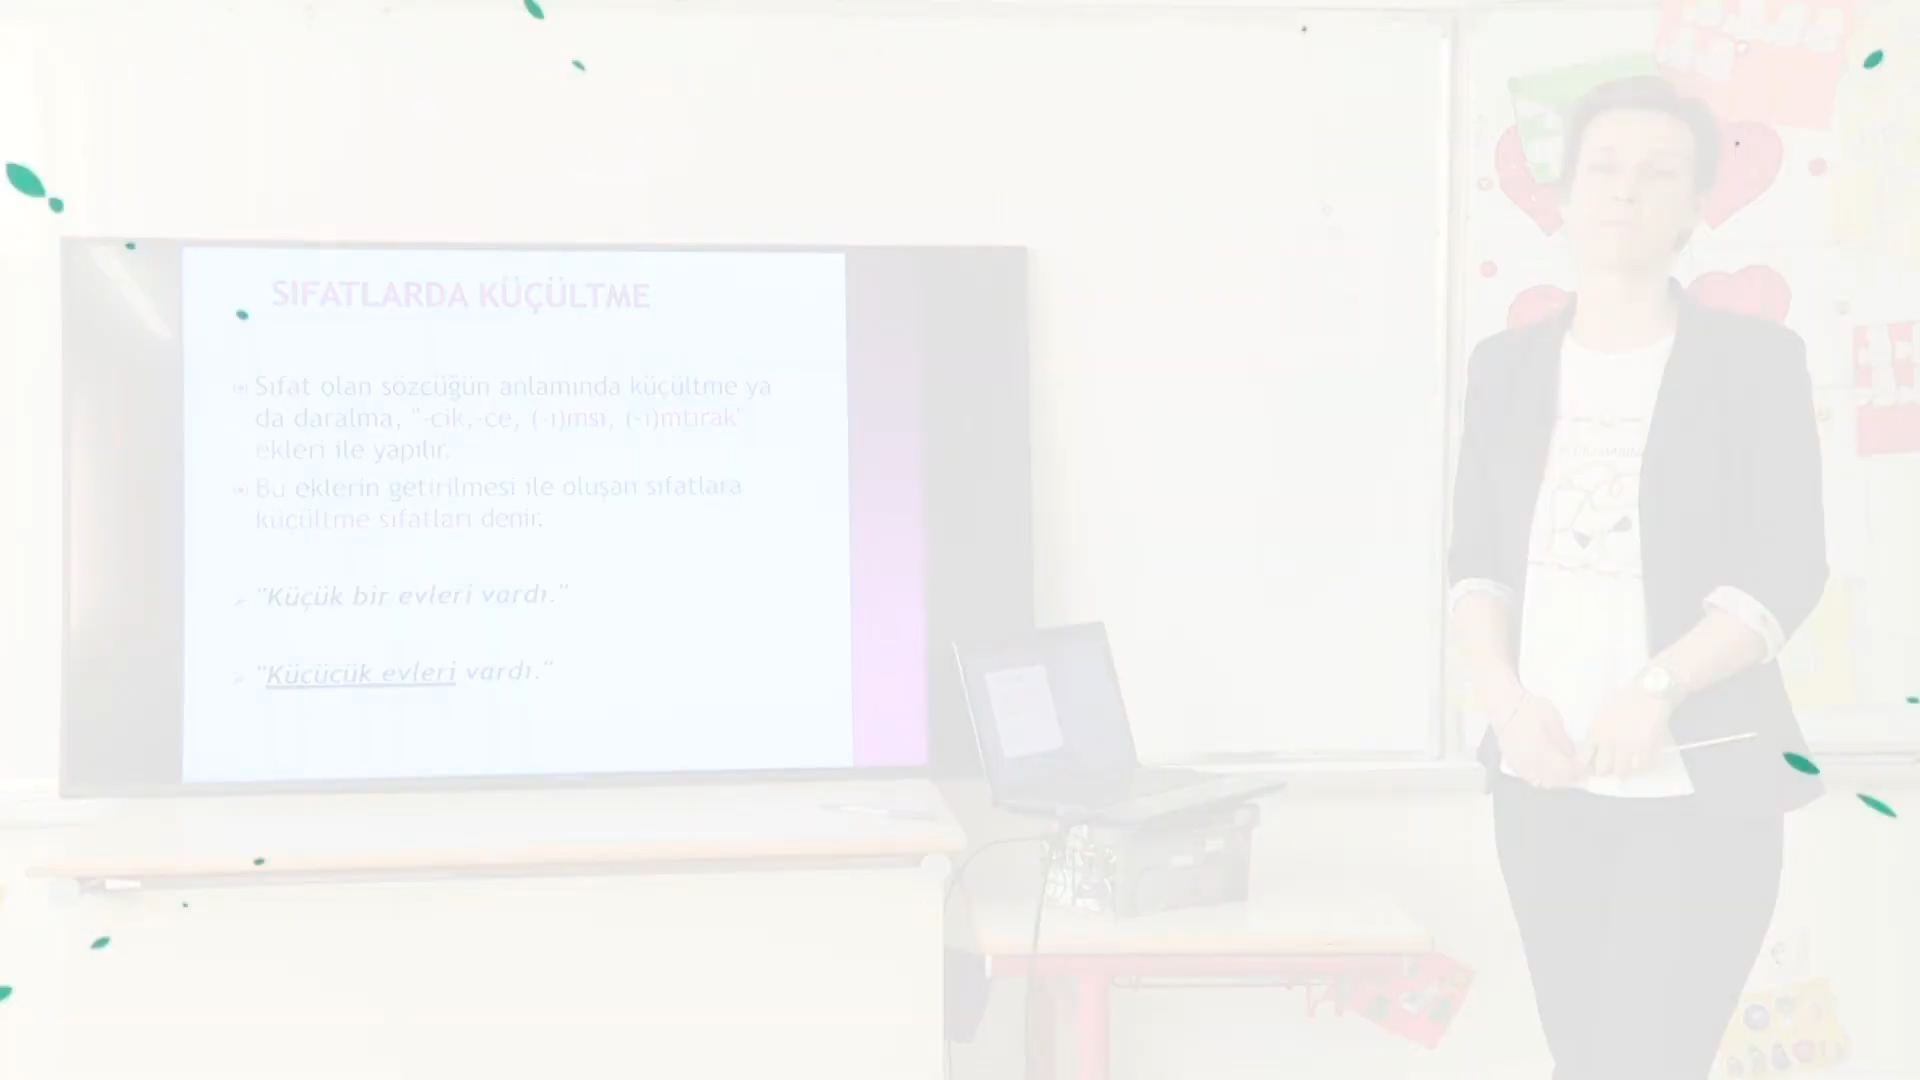 SIFATLARDA KÜÇÜLTME
Sıfat olan sözcüğün anlamında küçültme ya
da daralma, "-cik,-ce, (-ı)msı, (-ı)mtırak"
ekleri ile yapılır.
Bu eklerin getirilmesi ile oluşan sıfatlara
küçültme sıfatları denir.
"Küçük bir evleri vardı."
"Kücücük evleri vardı."